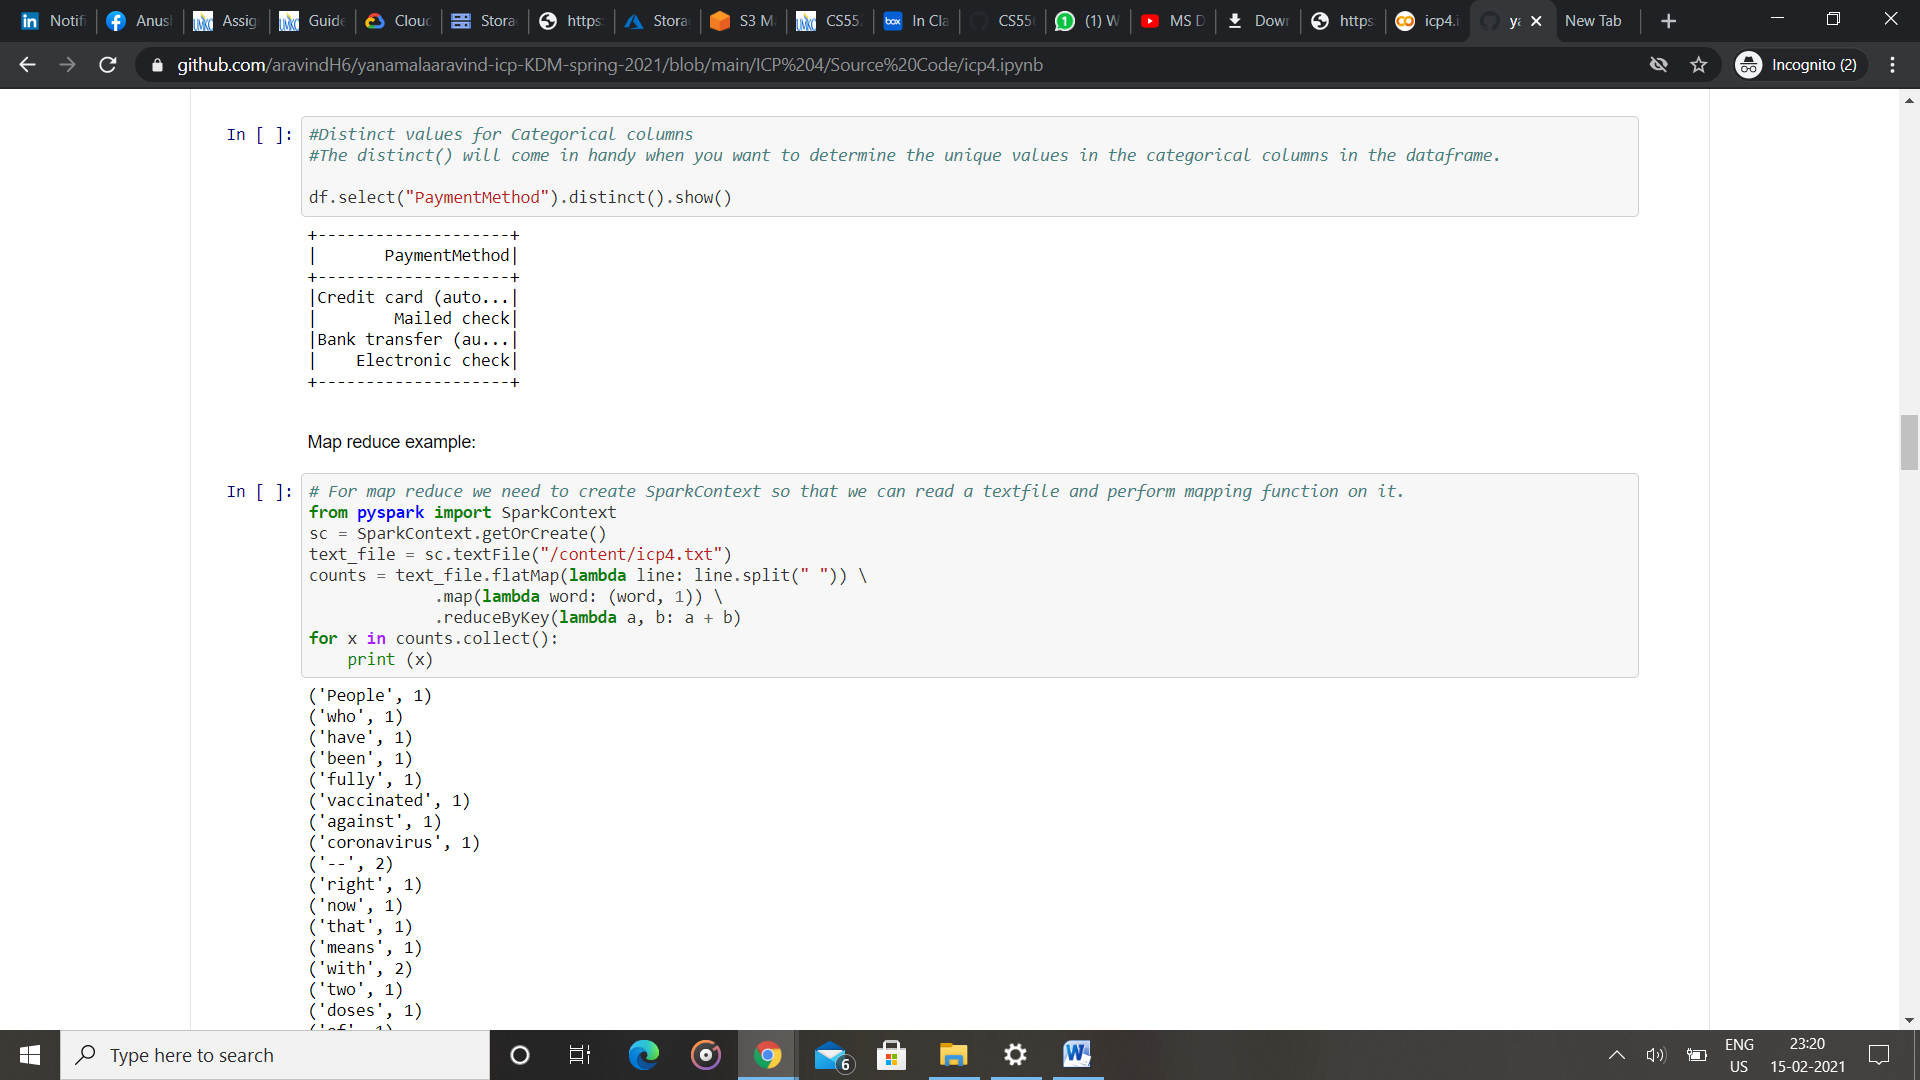 Notifi
Anush
Assig
Guide
Cloud
Stora
https
Stora
S3 M
CS552
In Cla
CS550
(1) W
MS D
Down
https
icp4.i
ya
New Tab
github.com/aravindH6/yanamalaaravind-icp-KDM-spring-2021/blob/main/ICP%204/Source%20Code/icp4.ipynb
Incognito (2)
In [ ]:
#Distinct values for Categorical columns
#The distinct() will come in handy when you want to determine the unique values in the categorical columns in the dataframe.
df.select("PaymentMethod").distinct().show()
+--------------------+
|       PaymentMethod|
+--------------------+
|Credit card (auto...|
|        Mailed check|
|Bank transfer (au...|
|    Electronic check|
+--------------------+
Map reduce example:
In [ ]:
# For map reduce we need to create SparkContext so that we can read a textfile and perform mapping function on it.
from pyspark import SparkContext
sc = SparkContext.getOrCreate()
text_file = sc.textFile("/content/icp4.txt")
counts = text_file.flatMap(lambda line: line.split(" ")) \
             .map(lambda word: (word, 1)) \
             .reduceByKey(lambda a, b: a + b)
for x in counts.collect():
    print (x)
('People', 1)
('who', 1)
('have', 1)
('been', 1)
('fully', 1)
('vaccinated', 1)
('against', 1)
('coronavirus', 1)
('--', 2)
('right', 1)
('now', 1)
('that', 1)
('means', 1)
('with', 2)
('two', 1)
('doses', 1)
('of', 1)
Type here to search
6
ENG
US
23:20
15-02-2021